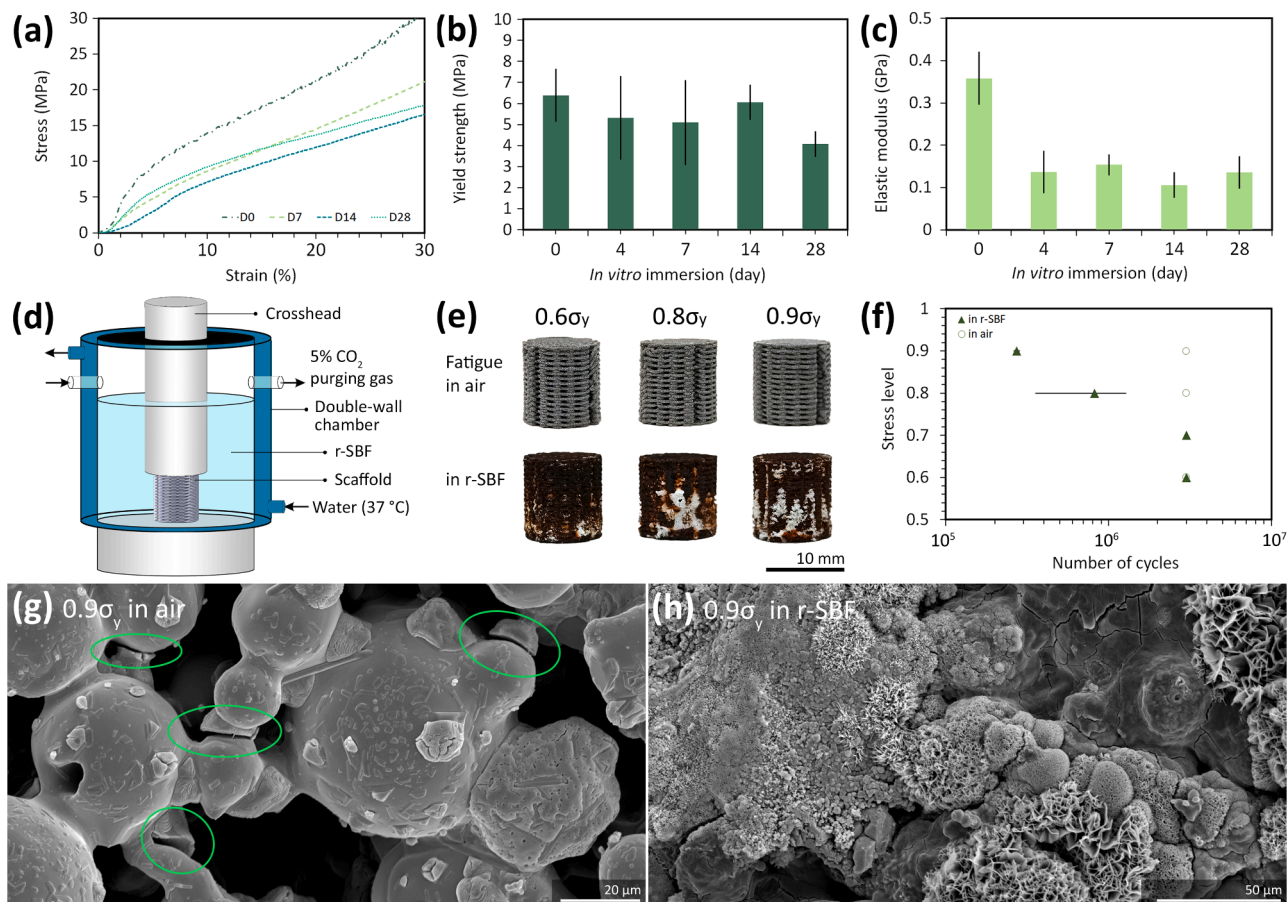 (a)
30
25
20
15
10
5
0
Stress (MPa)
D0 D7 D14 D28
0 10 20 30
Strain (%)
(b)
10
9
8
7
6
5
4
3
2
1
0
Yield strength (MPa)
0 4 7 14 28
In vitro immersion (day)
(c)
0.5
0.4
0.3
0.2
0.1
0
Elastic modulus (GPa)
0 4 7 14 28
In vitro immersion (day)
(d)
Crosshead
5% CO₂
purging gas
Double-wall
chamber
r-SBF
Scaffold
Water (37 °C)
(e)
0.6σy 0.8σy 0.9σy
Fatigue
in air
in r-SBF
10 mm
(f)
1
0.9
0.8
0.7
0.6
0.5
Stress level
in r-SBF
in air
10⁵ 10⁶ 10⁷
Number of cycles
(g) 0.9σy in air
20 µm
(h) 0.9σy in r-SBF
50 µm